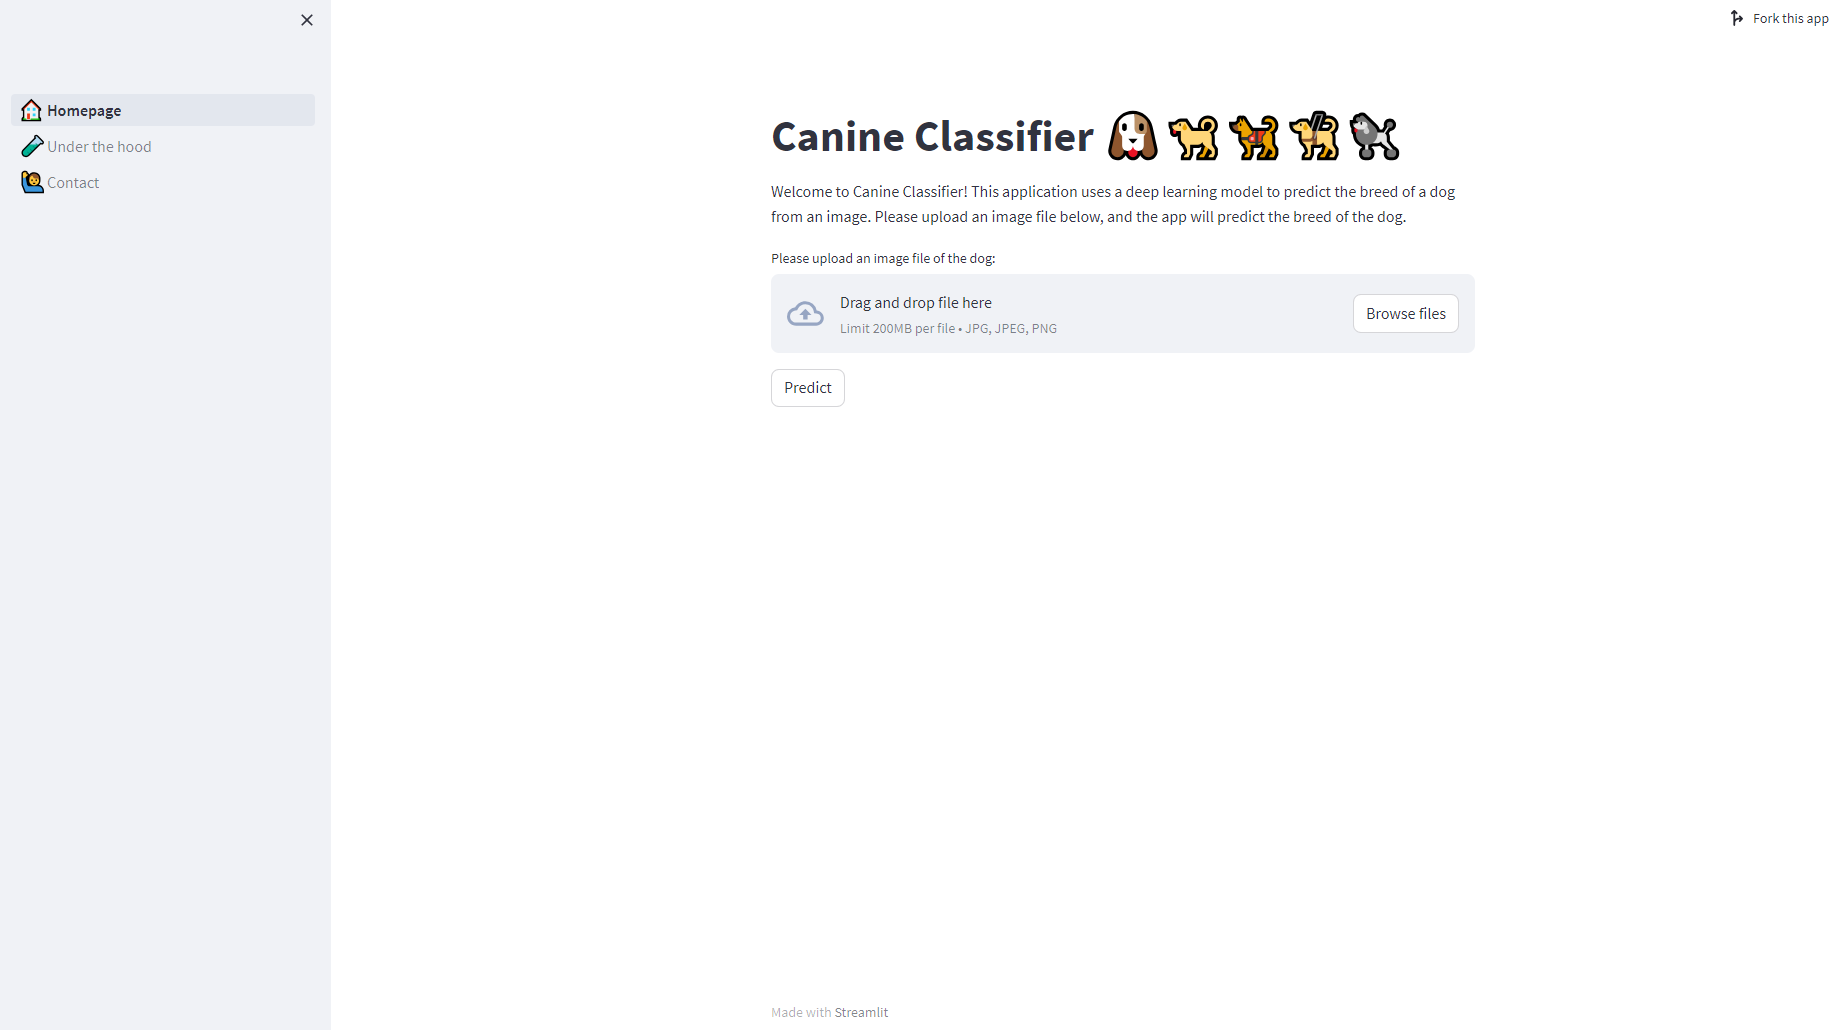 Fork this app
Homepage
Under the hood
Contact
Canine Classifier
Welcome to Canine Classifier! This application uses a deep learning model to predict the breed of a dog
from an image. Please upload an image file below, and the app will predict the breed of the dog.
Please upload an image file of the dog:
Drag and drop file here
Limit 200MB per file • JPG, JPEG, PNG
Browse files
Predict
Made with Streamlit